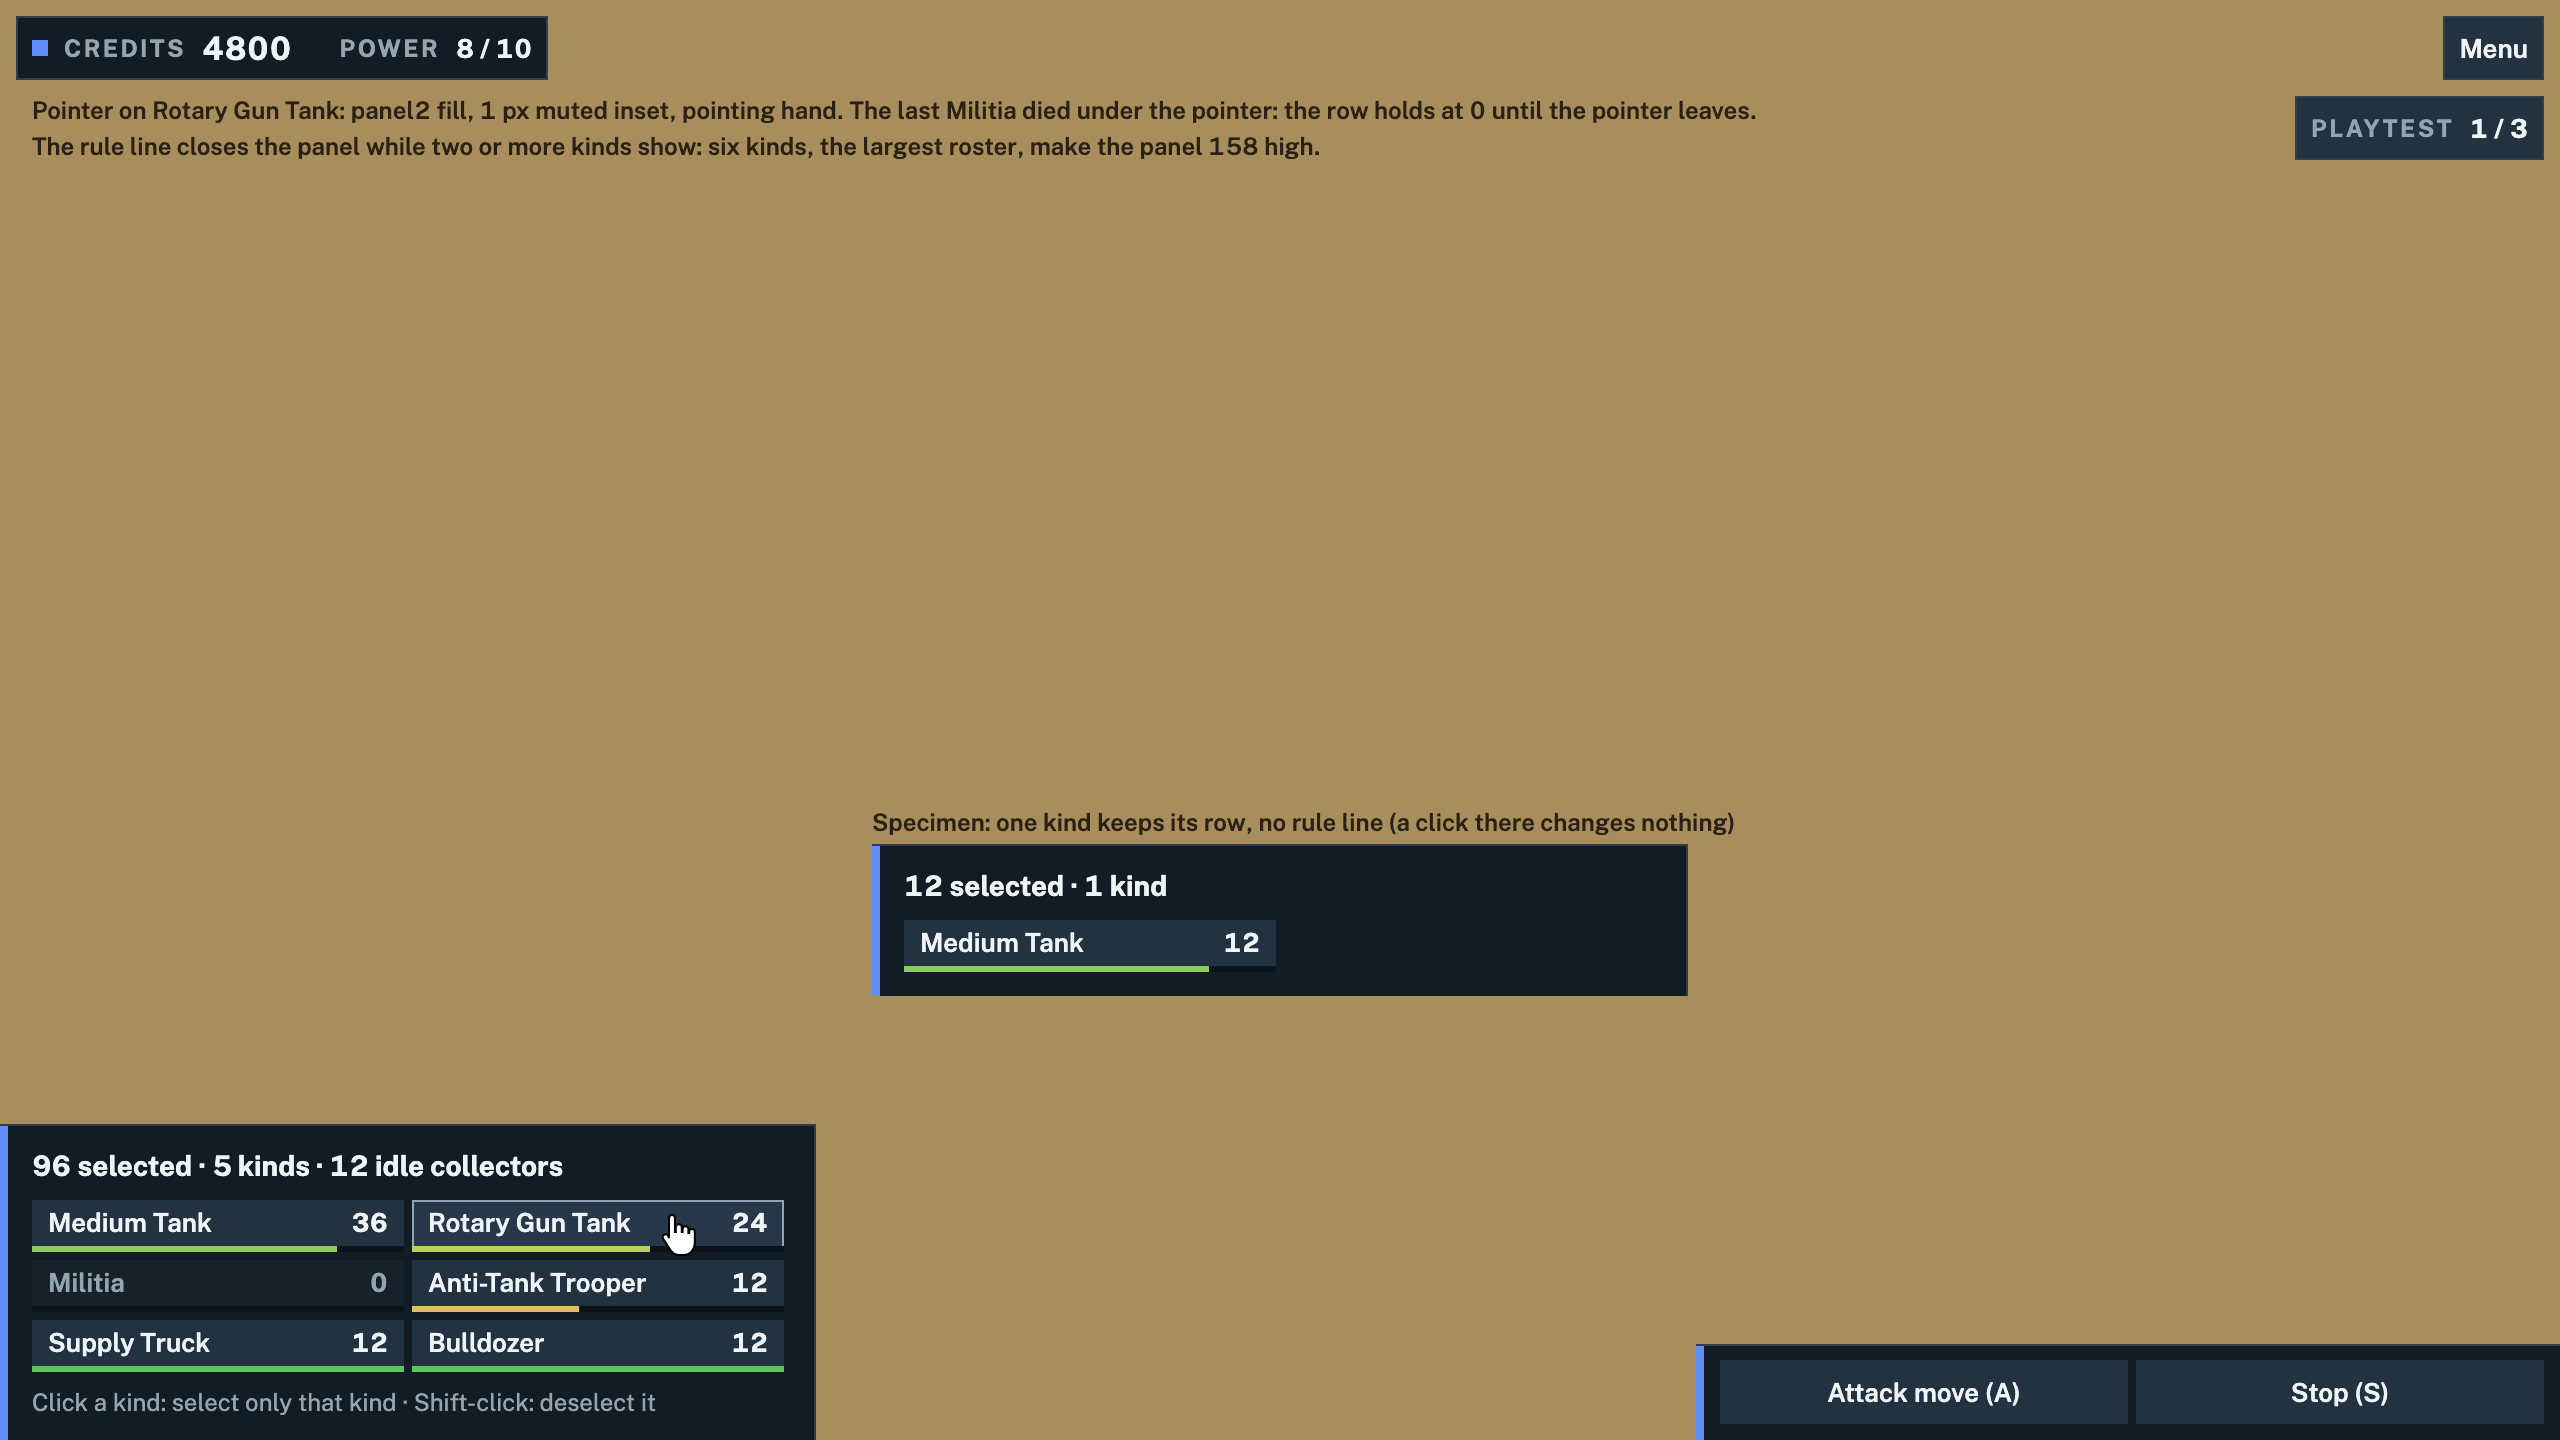 CREDITS 4800 POWER 8 / 10
Menu
Pointer on Rotary Gun Tank: panel2 fill, 1 px muted inset, pointing hand. The last Militia died under the pointer: the row holds at 0 until the pointer leaves.
The rule line closes the panel while two or more kinds show: six kinds, the largest roster, make the panel 158 high.
PLAYTEST 1 / 3
Specimen: one kind keeps its row, no rule line (a click there changes nothing)
12 selected · 1 kind
Medium Tank 12
96 selected · 5 kinds · 12 idle collectors
Medium Tank 36
Rotary Gun Tank 24
Militia 0
Anti-Tank Trooper 12
Supply Truck 12
Bulldozer 12
Click a kind: select only that kind · Shift-click: deselect it
Attack move (A)
Stop (S)